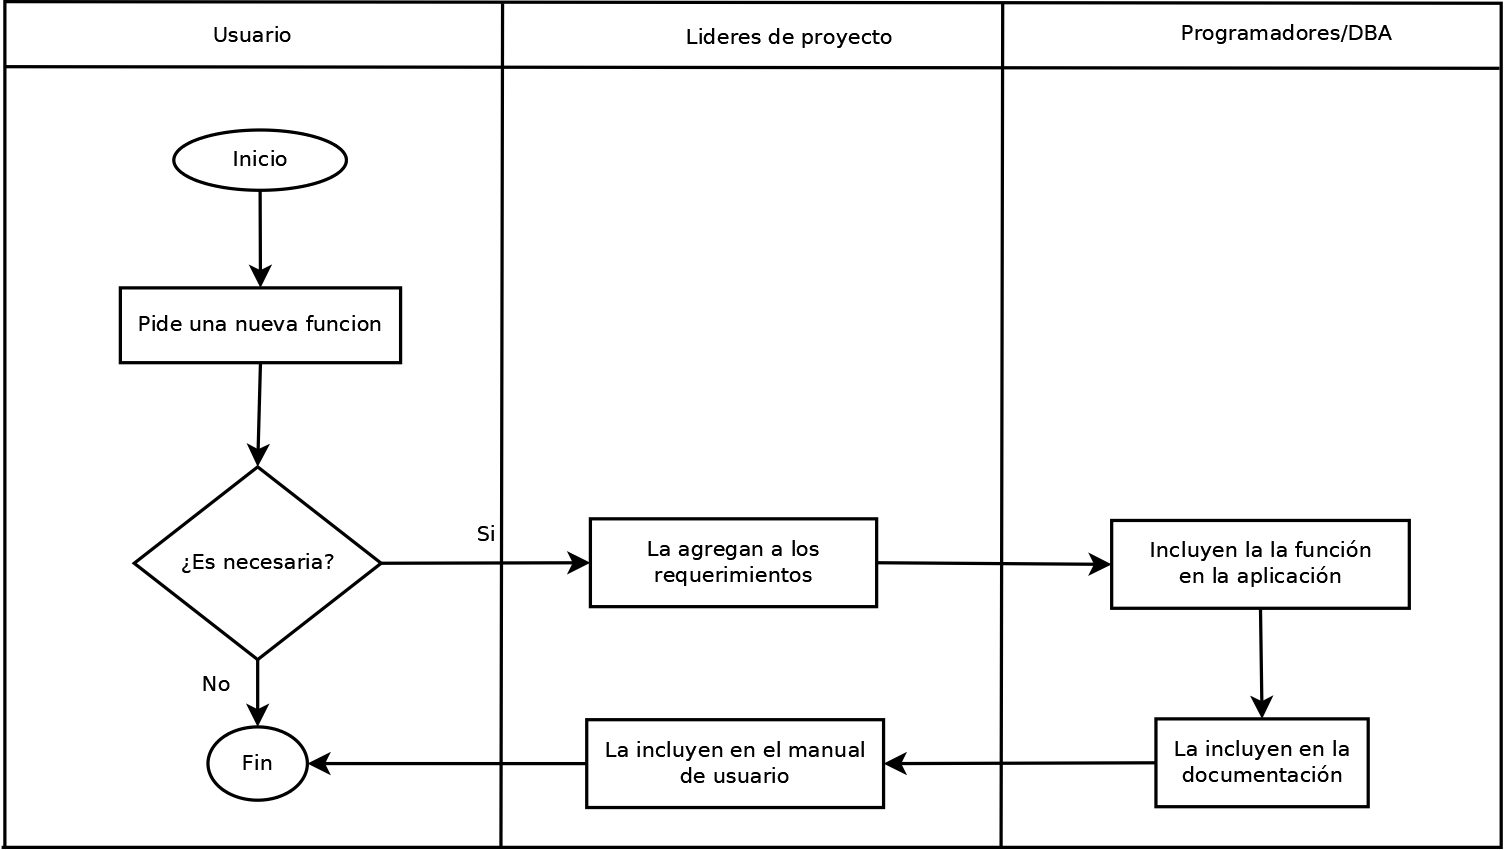 Usuario
Lideres de proyecto
Programadores/DBA
Inicio
Pide una nueva funcion
¿Es necesaria?
Si
La agregan a los
requerimientos
Incluyen la la función
en la aplicación
No
Fin
La incluyen en el manual
de usuario
La incluyen en la
documentación